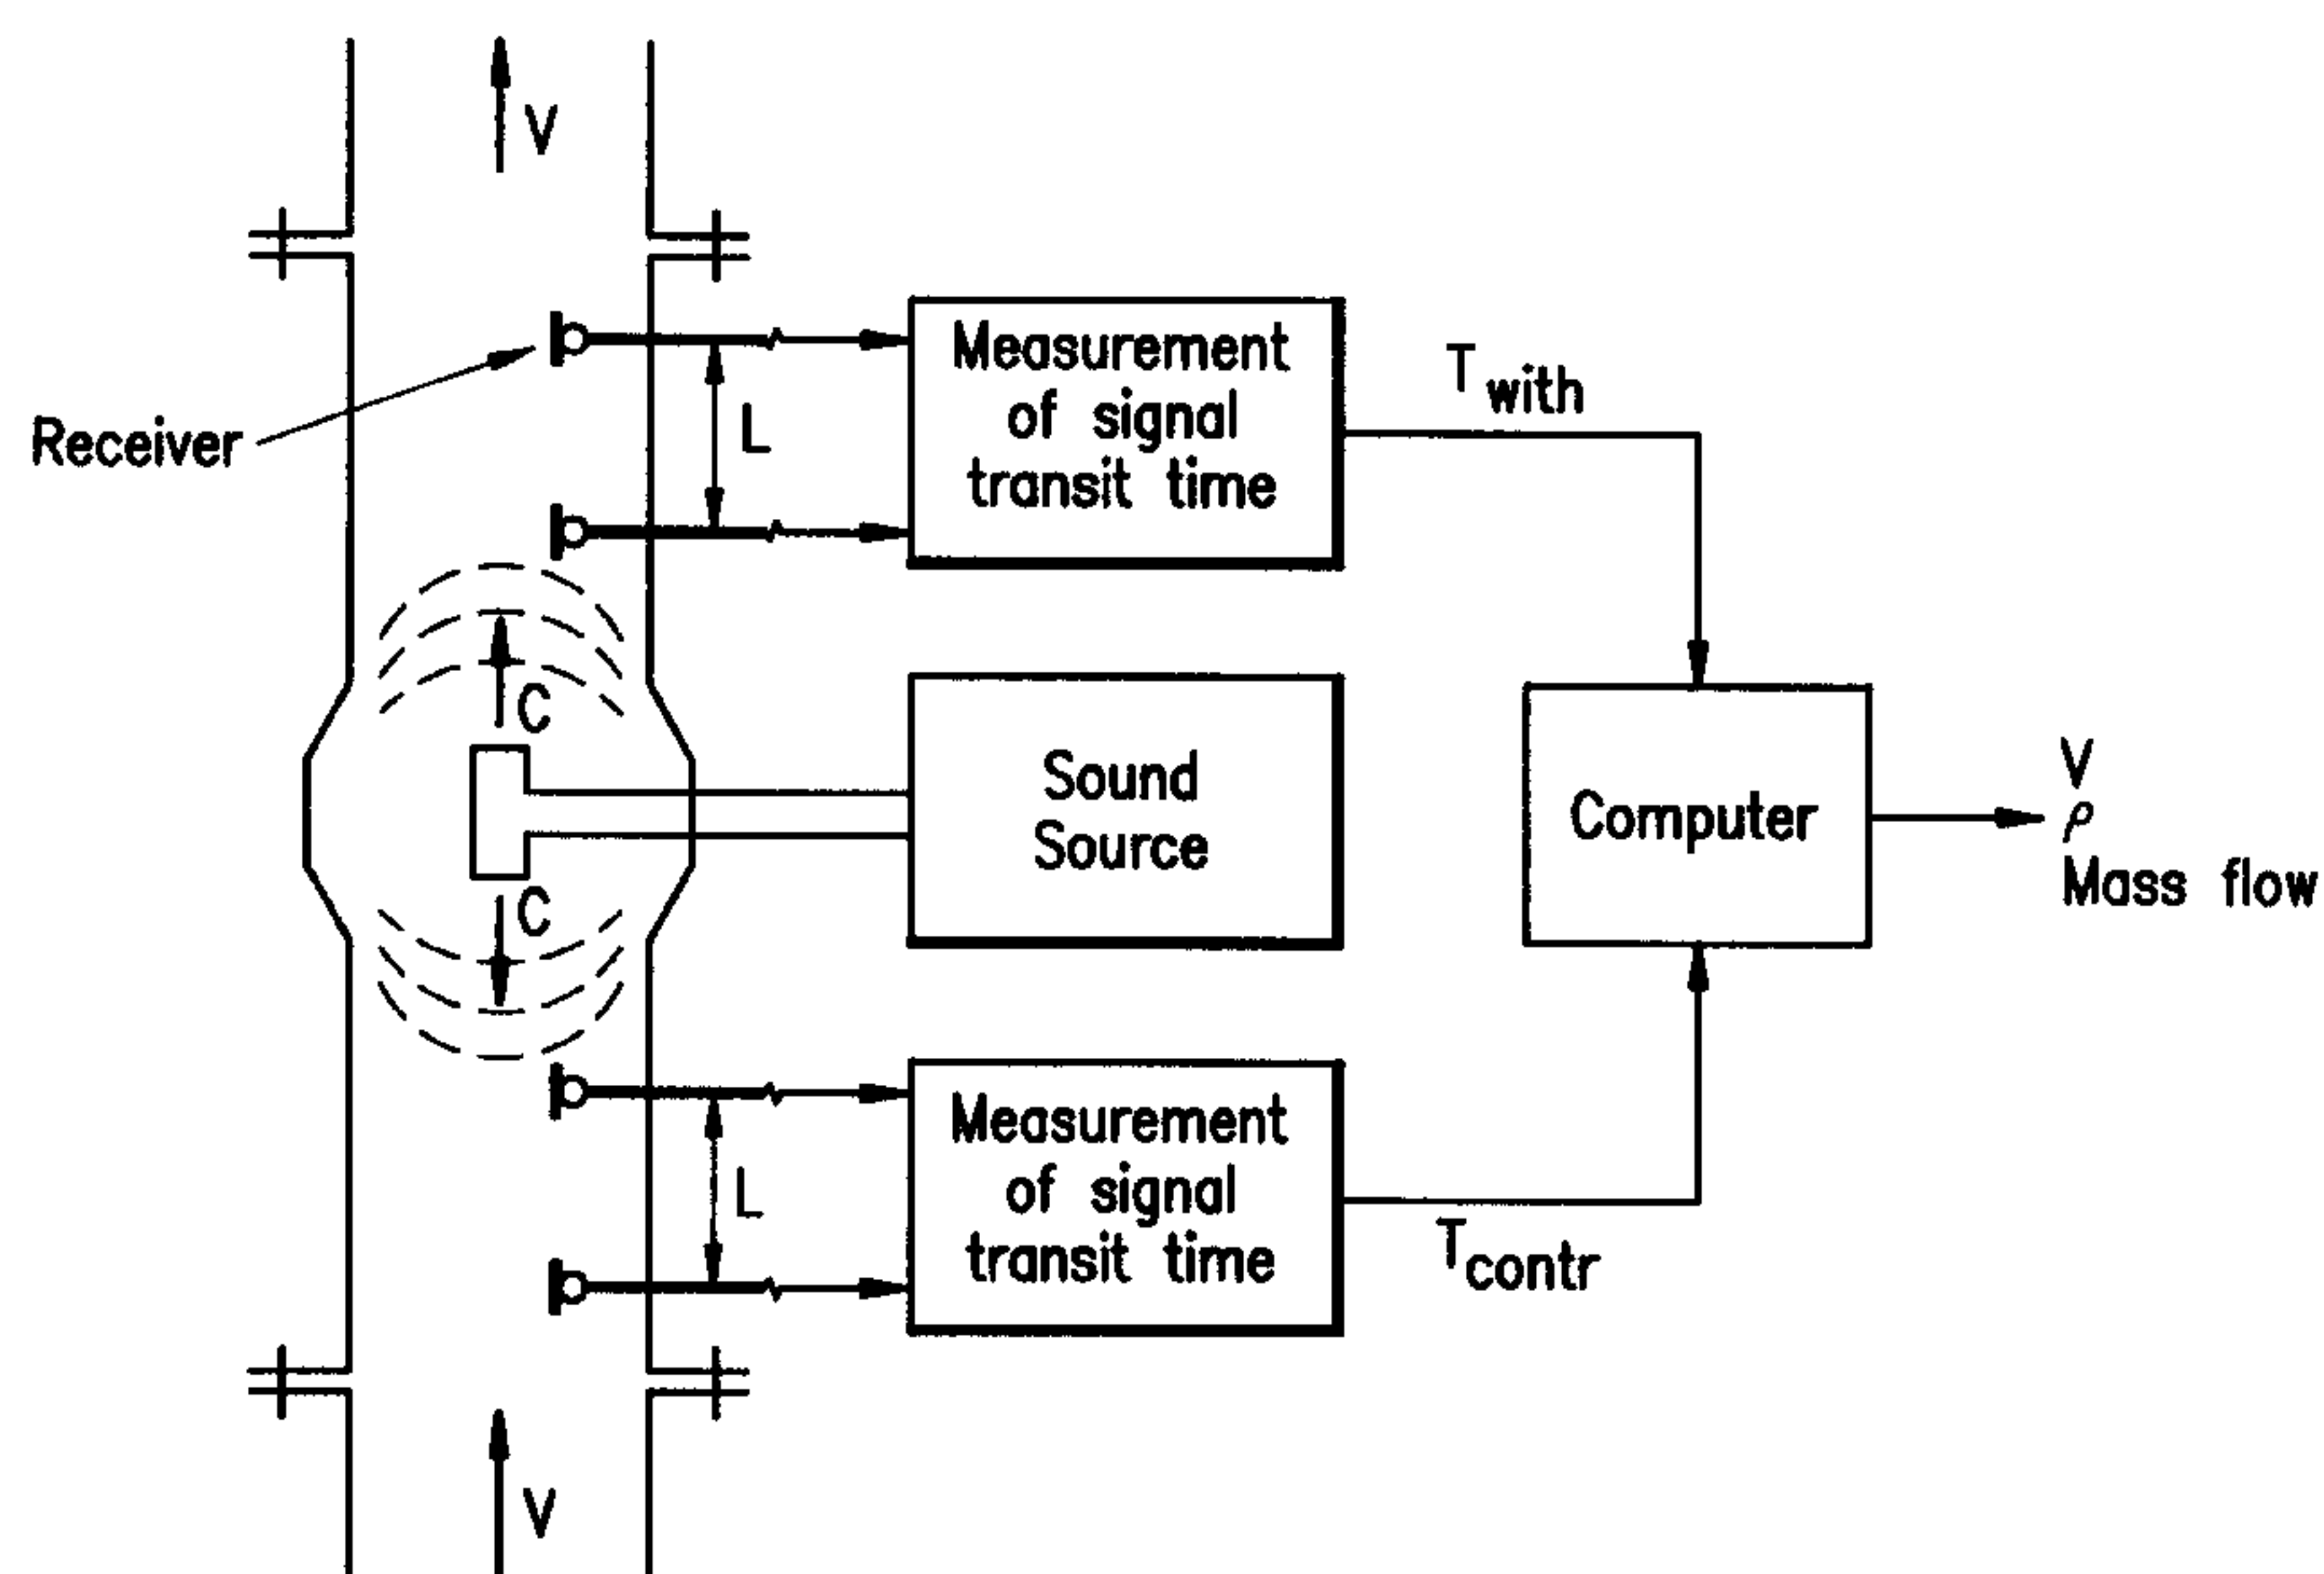 V
Receiver
L
Measurement
of signal
transit time
T with
C
Sound
Source
Computer
V
ρ
Mass flow
C
L
Measurement
of signal
transit time
T contr
V